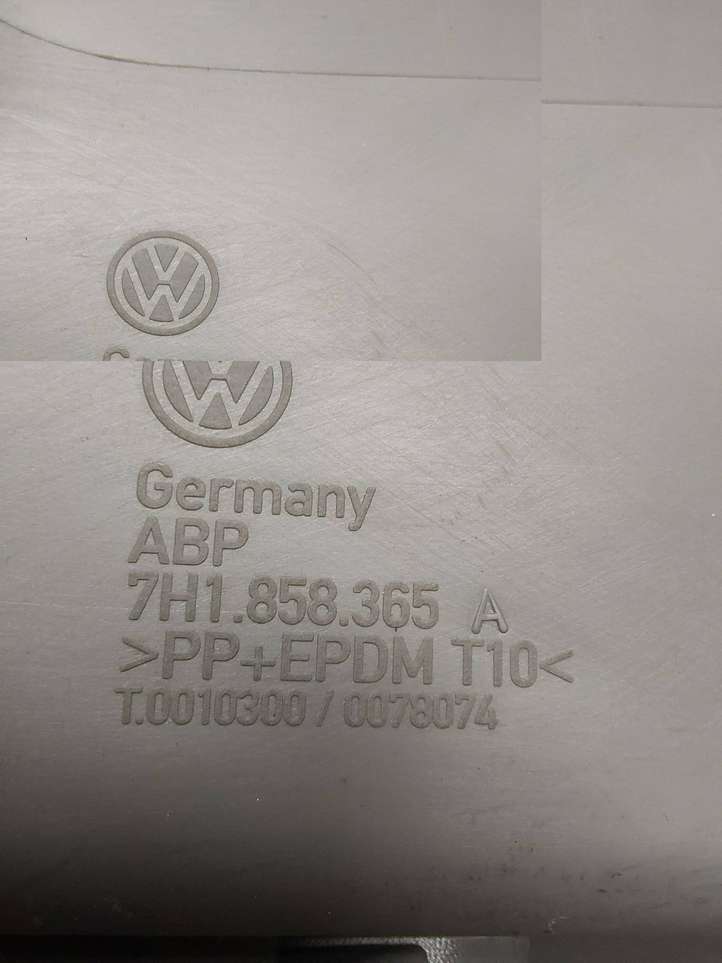 Germany
ABP
7H1.858.365 A
>PP+EPDM T10<
T.0010300 / 0078074